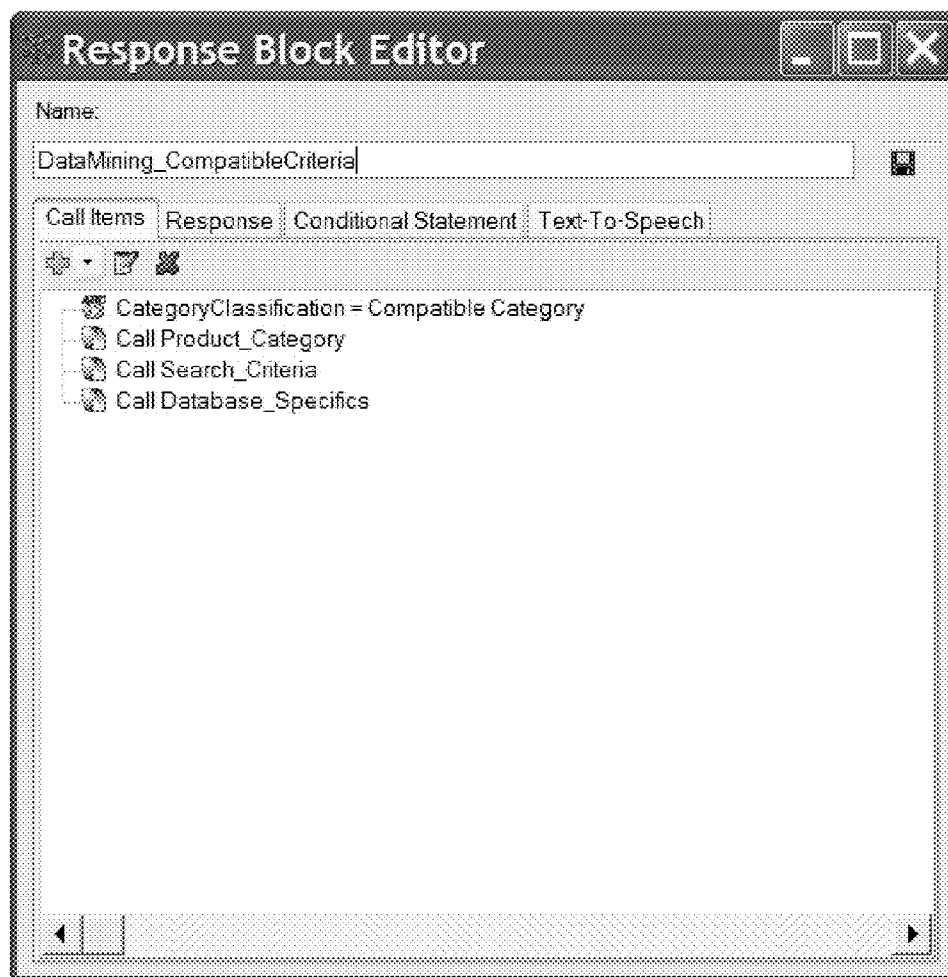 Response Block Editor
Name:
DataMining_CompatibleCriteria
Call Items Response Conditional Statement Text-To-Speech
CategoryClassification = Compatible Category
Call Product_Category
Call Search_Criteria
Call Database_Specifics